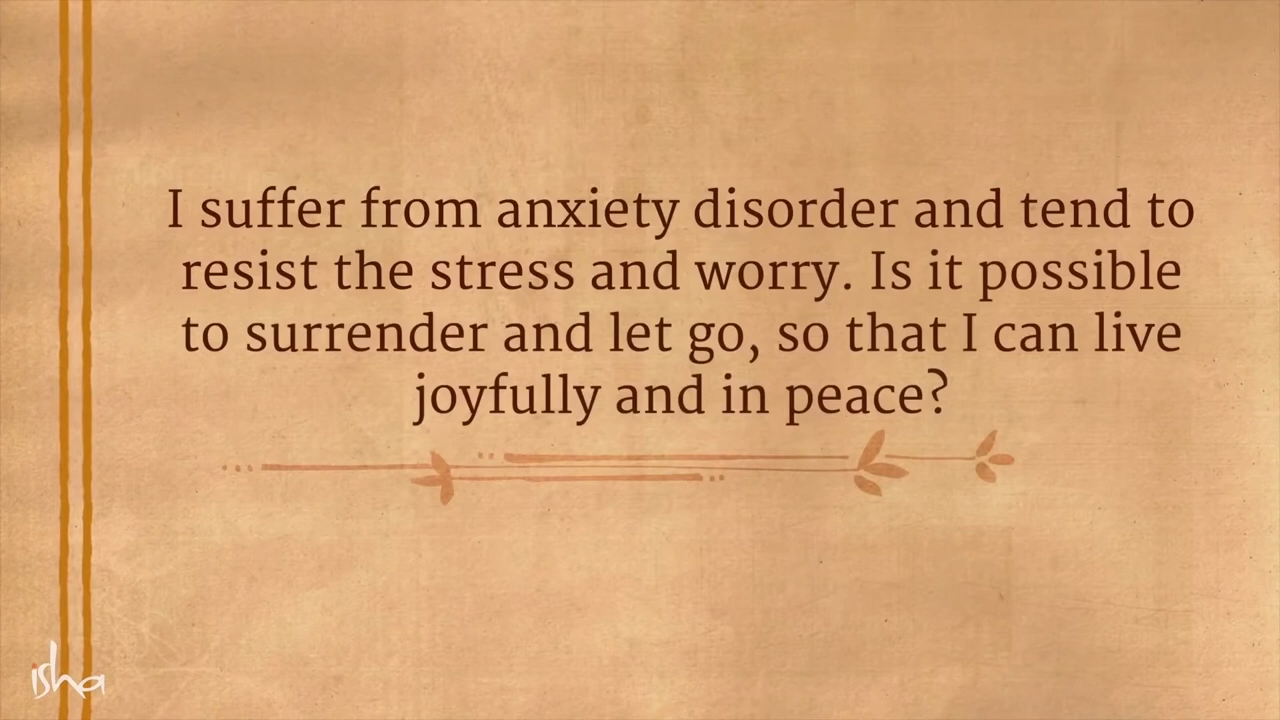 I suffer from anxiety disorder and tend to
resist the stress and worry. Is it possible
to surrender and let go, so that I can live
joyfully and in peace?
isha